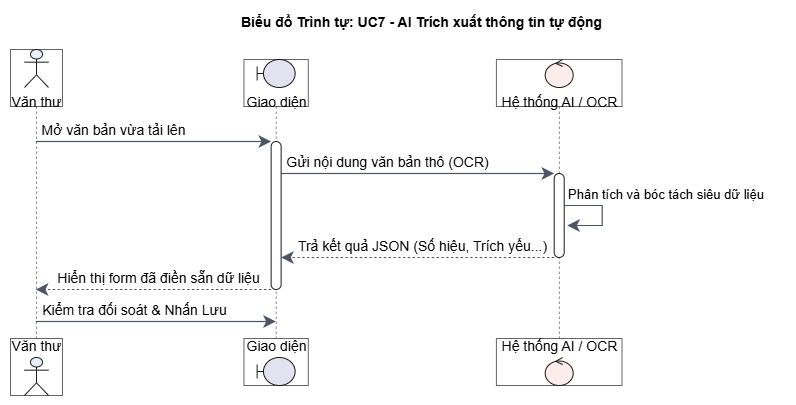 Biểu đồ Trình tự: UC7 - AI Trích xuất thông tin tự động
Văn thư
Giao diện
Hệ thống AI / OCR
Mở văn bản vừa tải lên
Gửi nội dung văn bản thô (OCR)
Phân tích và bóc tách siêu dữ liệu
Trả kết quả JSON (Số hiệu, Trích yếu...)
Hiển thị form đã điền sẵn dữ liệu
Kiểm tra đối soát & Nhấn Lưu
Văn thư
Giao diện
Hệ thống AI / OCR